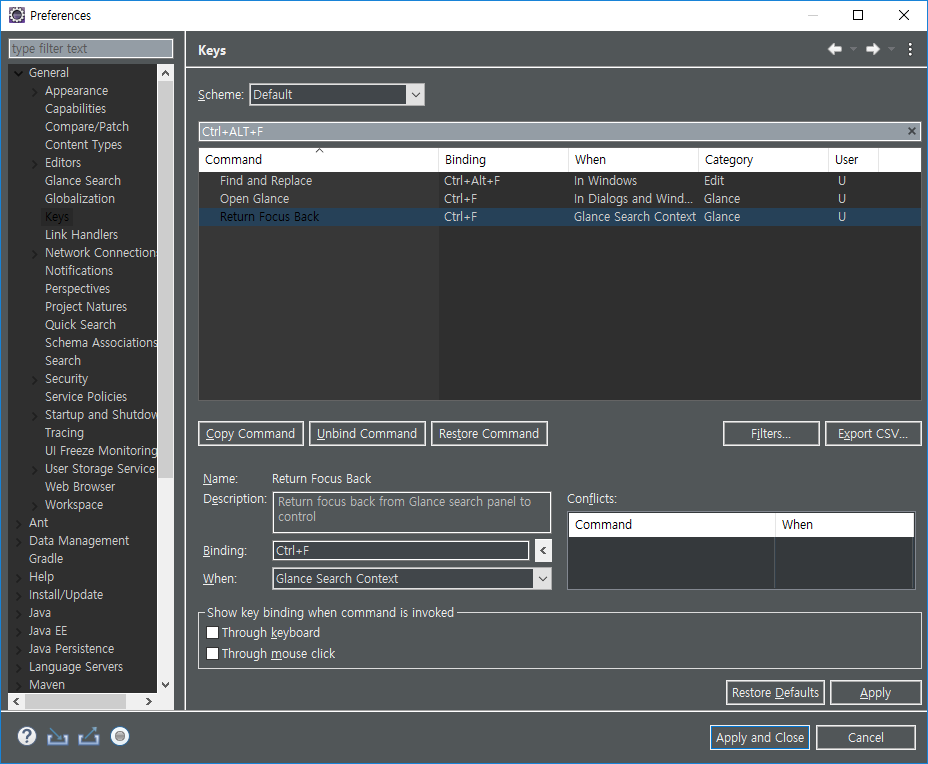 Preferences
type filter text
General
Appearance
Capabilities
Compare/Patch
Content Types
Editors
Glance Search
Globalization
Keys
Link Handlers
Network Connection
Notifications
Perspectives
Project Natures
Quick Search
Schema Associations
Search
Security
Service Policies
Startup and Shutdow
Tracing
UI Freeze Monitoring
User Storage Service
Web Browser
Workspace
Ant
Data Management
Gradle
Help
Install/Update
Java
Java EE
Java Persistence
Language Servers
Maven
Keys
Scheme: Default
Ctrl+ALT+F
Command Binding When Category User
Find and Replace Ctrl+Alt+F In Windows Edit U
Open Glance Ctrl+F In Dialogs and Wind... Glance U
Return Focus Back Ctrl+F Glance Search Context Glance U
Copy Command Unbind Command Restore Command Filters... Export CSV...
Name: Return Focus Back
Description: Return focus back from Glance search panel to
control
Binding: Ctrl+F
When: Glance Search Context
Conflicts:
Command When
Show key binding when command is invoked
Through keyboard
Through mouse click
Restore Defaults Apply
Apply and Close Cancel